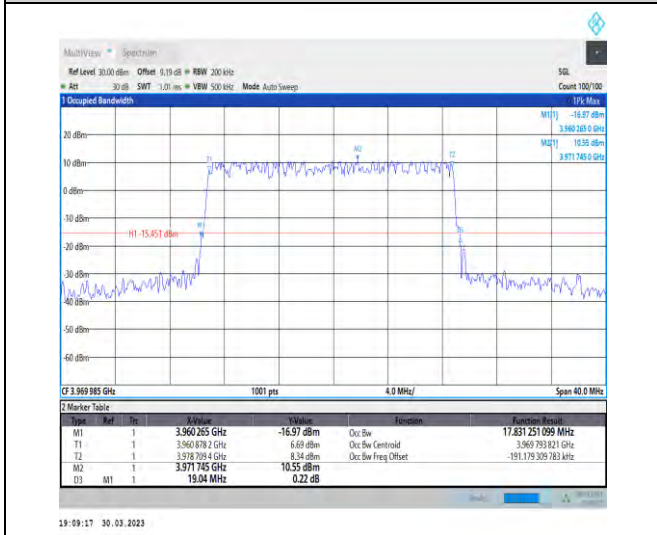 MultiView Spectrum
Ref Level 30.00 dBm Offset 9.19 dB RBW 200 kHz SGL
Att 30 dB SWT 1.01 ms VBW 500 kHz Mode Auto Sweep Count 100/100
1 Occupied Bandwidth 1Pk Max
M1[1] -16.97 dBm
3.960 265 0 GHz
M2[1] 10.55 dBm
3.971 745 0 GHz
20 dBm
M2
T1 T2
10 dBm
0 dBm
-10 dBm
M1
H1 -15.451 dBm
-30 dBm
-40 dBm
-50 dBm
-60 dBm
CF 3.969 985 GHz 1001 pts 4.0 MHz/ Span 40.0 MHz
2 Marker Table
Type Ref Trc X-Value Y-Value Function Function Result
M1 1 3.960 265 GHz -16.97 dBm Occ Bw 17.831 251 099 MHz
T1 1 3.960 878 2 GHz 6.69 dBm Occ Bw Centroid 3.969 793 821 GHz
T2 1 3.978 709 4 GHz 8.34 dBm Occ Bw Freq Offset -191.179 309 783 kHz
M2 1 3.971 745 GHz 10.55 dBm
D3 M1 1 19.04 MHz 0.22 dB
19:09:17 30.03.2023